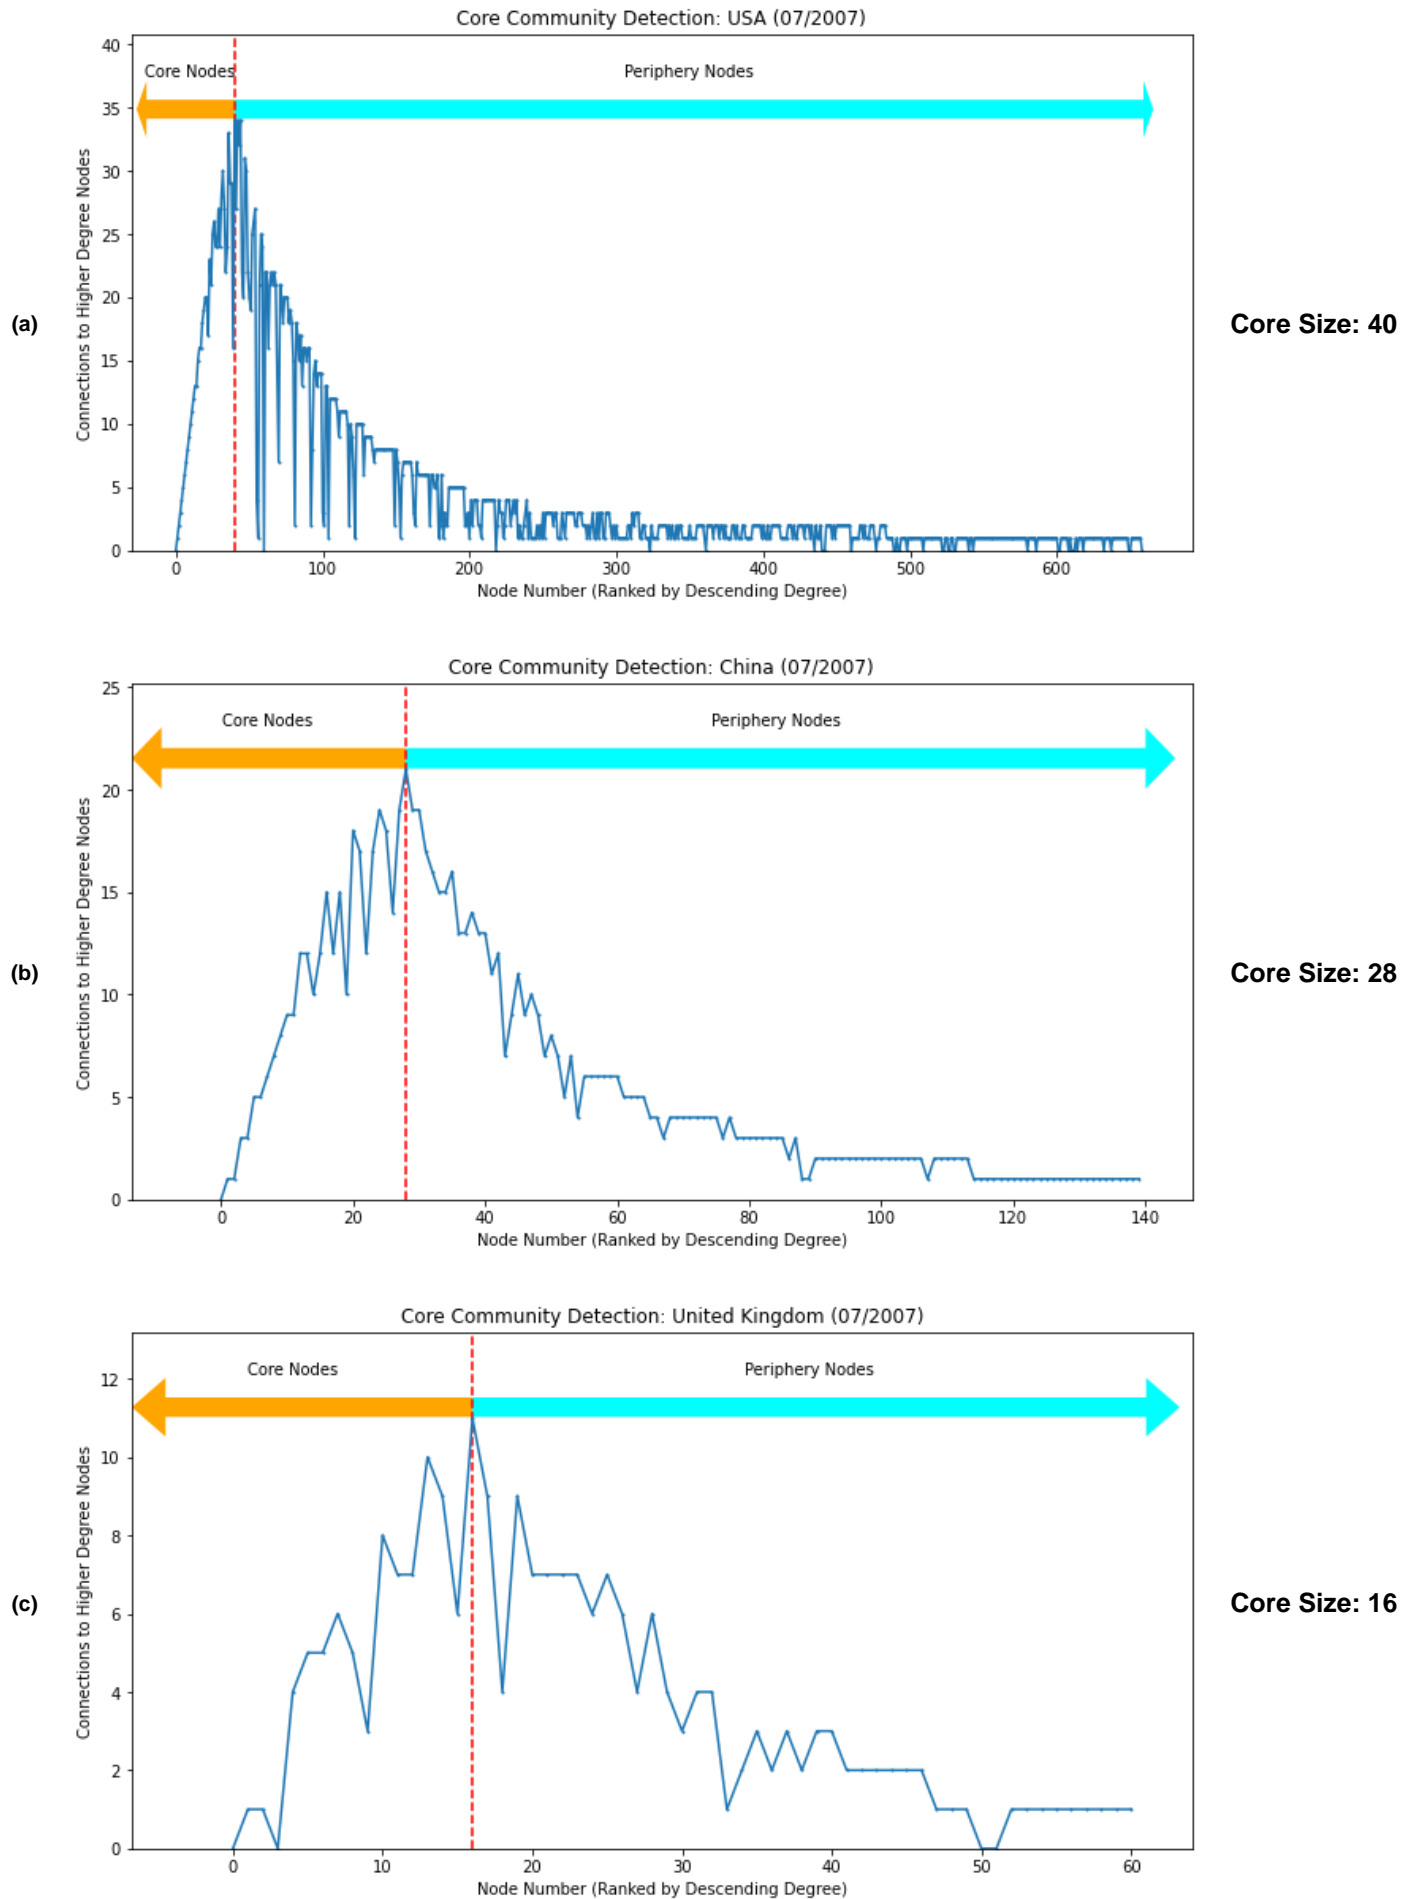 Core Community Detection: USA (07/2007)
40
35
30
25
20
15
10
5
0
Connections to Higher Degree Nodes
Core Nodes
Periphery Nodes
0 100 200 300 400 500 600
Node Number (Ranked by Descending Degree)
(a)
Core Size: 40
Core Community Detection: China (07/2007)
25
20
15
10
5
0
Connections to Higher Degree Nodes
Core Nodes
Periphery Nodes
0 20 40 60 80 100 120 140
Node Number (Ranked by Descending Degree)
(b)
Core Size: 28
Core Community Detection: United Kingdom (07/2007)
12
10
8
6
4
2
0
Connections to Higher Degree Nodes
Core Nodes
Periphery Nodes
0 10 20 30 40 50 60
Node Number (Ranked by Descending Degree)
(c)
Core Size: 16